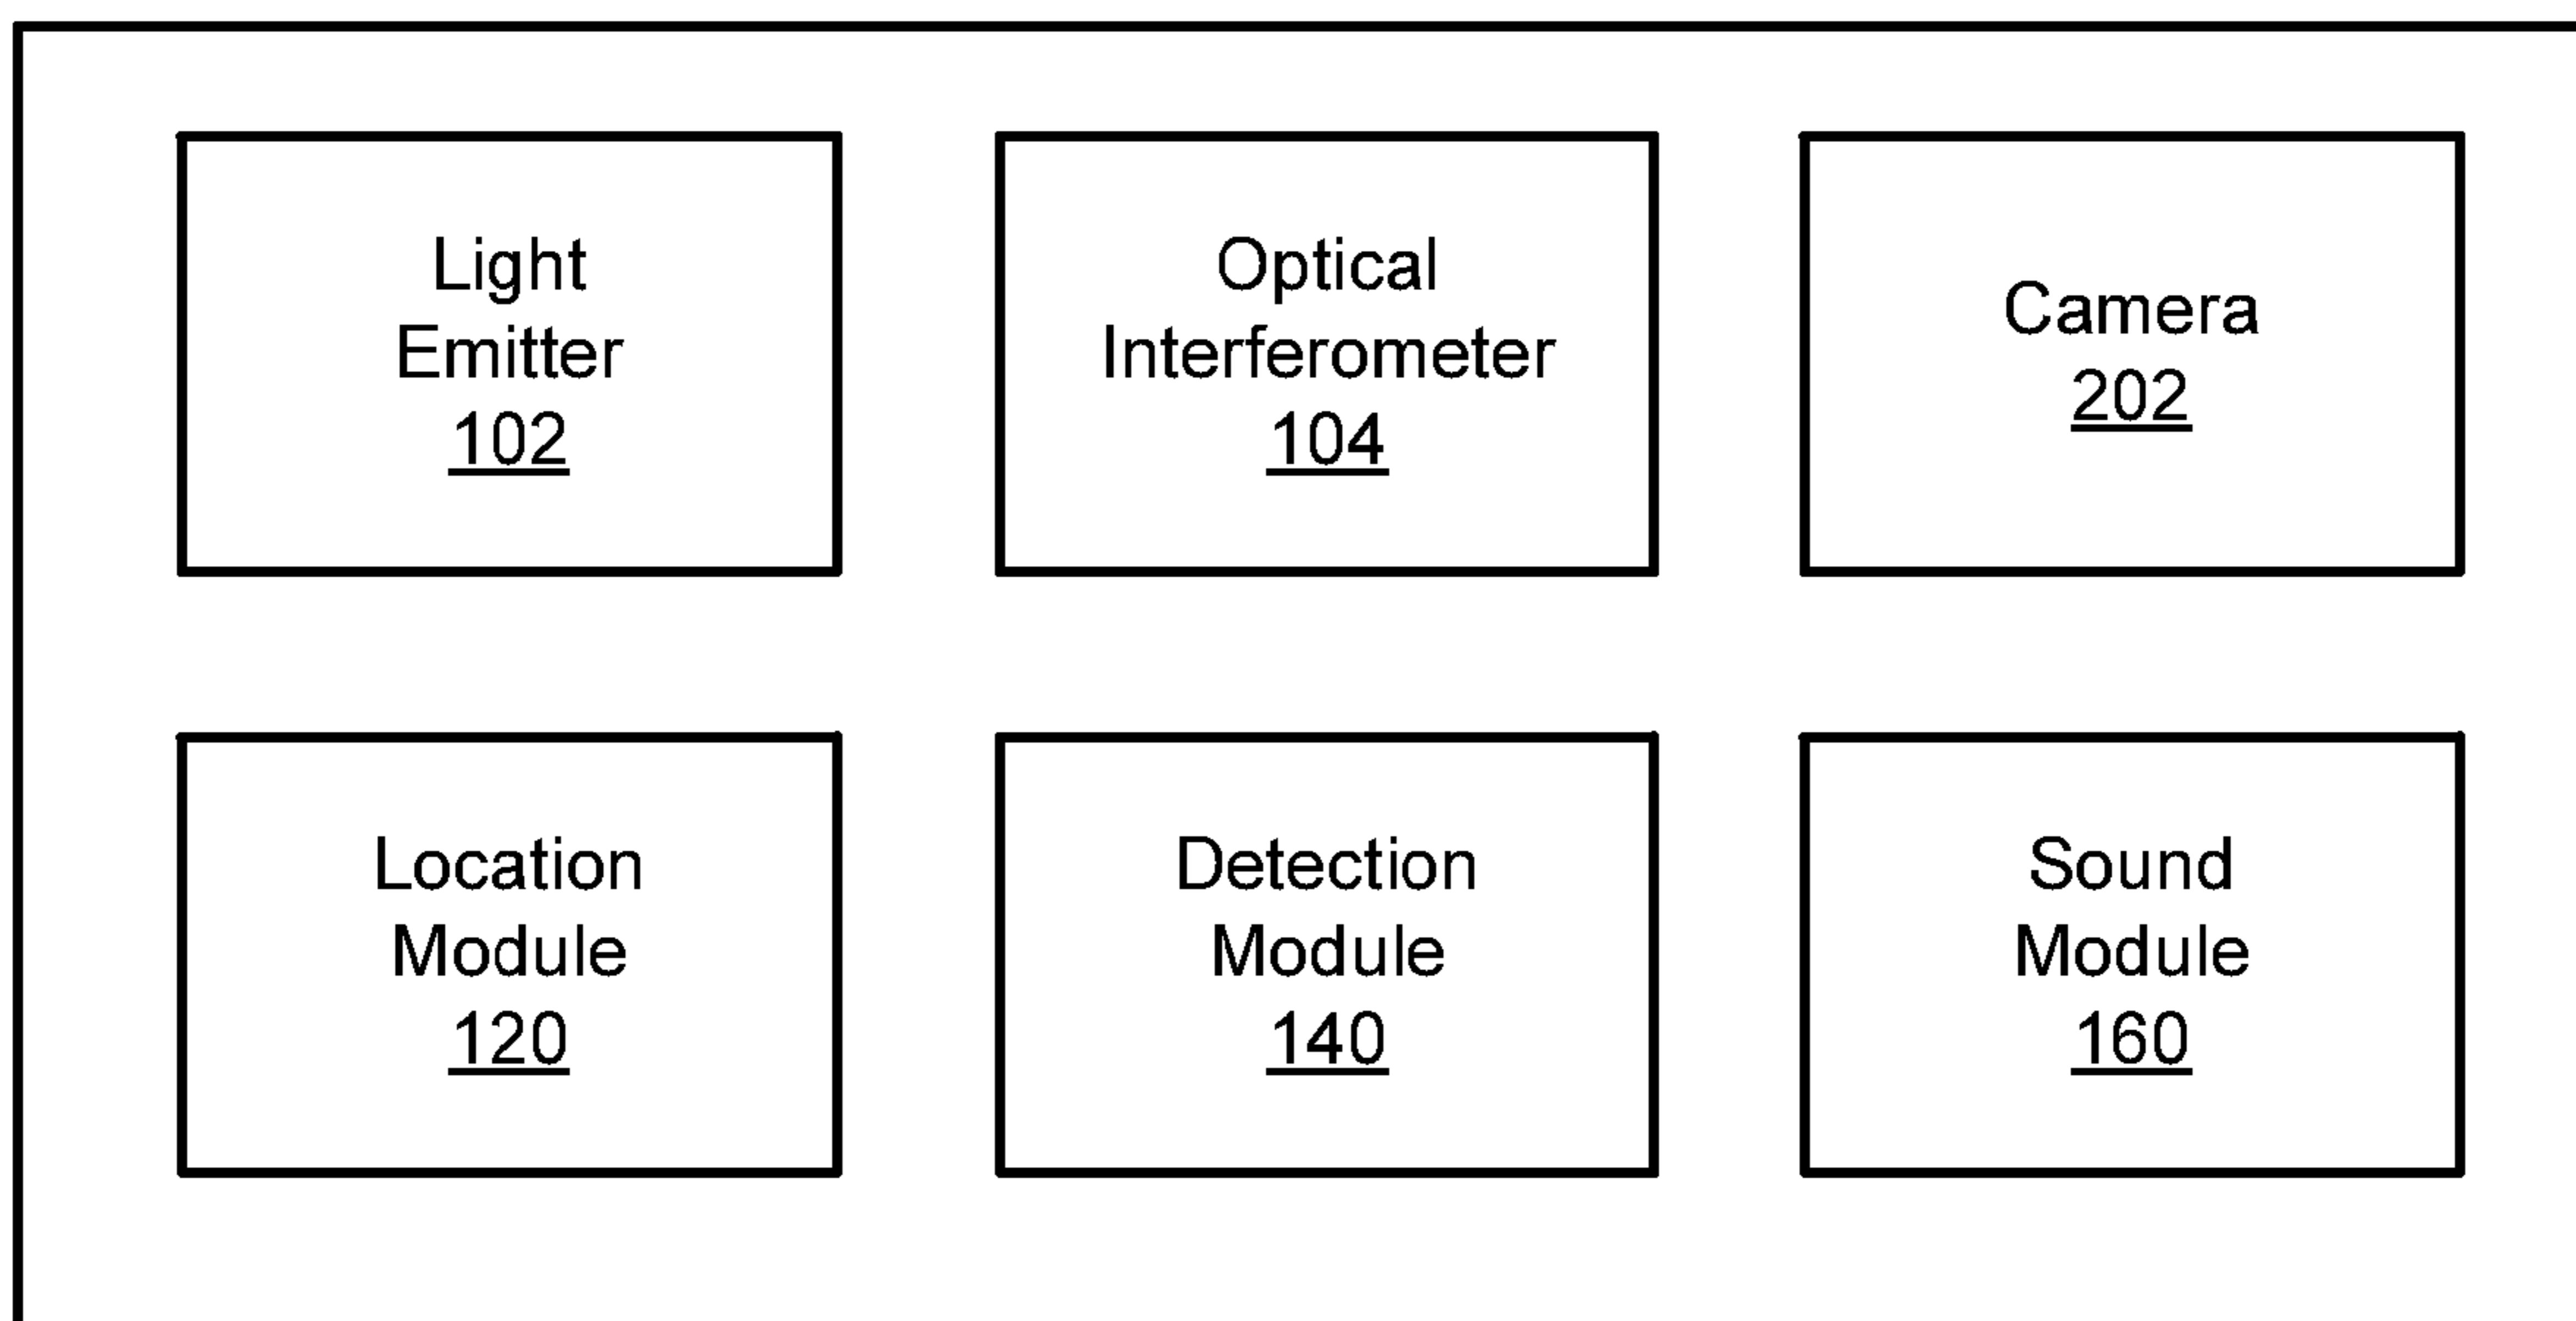 Light
Emitter
102
Optical
Interferometer
104
Camera
202
Location
Module
120
Detection
Module
140
Sound
Module
160